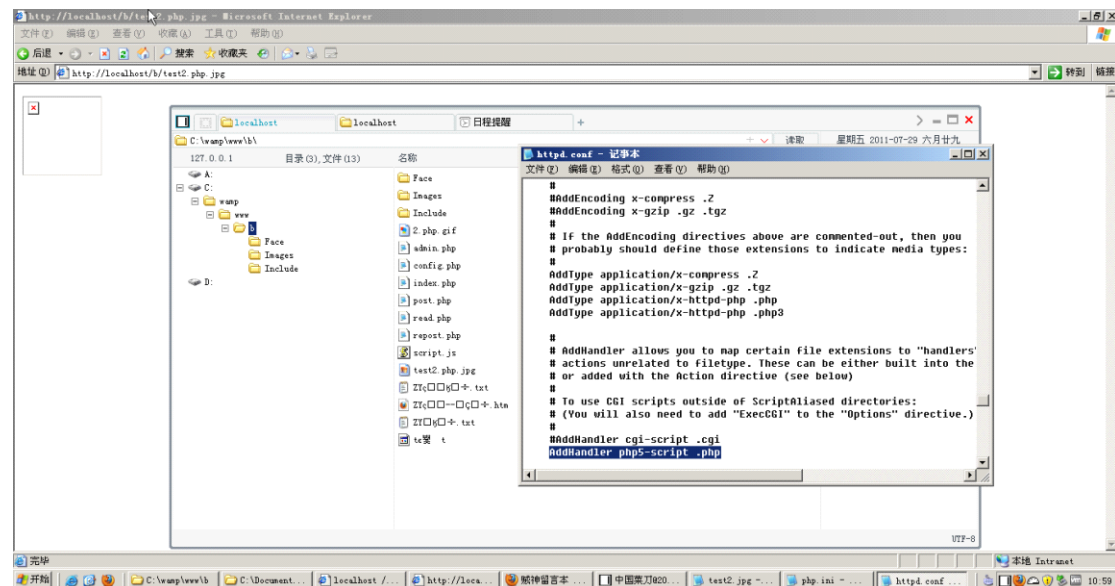 http://localhost/b/test2.php.jpg - Microsoft Internet Explorer
文件(F) 编辑(E) 查看(V) 收藏(A) 工具(T) 帮助(H)
后退 搜索 收藏夹
地址(D) http://localhost/b/test2.php.jpg 转到 链接
localhost localhost 日程提醒 +
C:\wamp\www\b\ 读取 星期五 2011-07-29 六月廿九
127.0.0.1 目录(3),文件(13) 名称
A:
C:
wamp
www
b
Face
Images
Include
D:
Face
Images
Include
2.php.gif
admin.php
config.php
index.php
post.php
read.php
repost.php
script.js
test2.php.jpg
httpd.conf - 记事本
文件(F) 编辑(E) 格式(O) 查看(V) 帮助(H)
#
#AddEncoding x-compress .Z
#AddEncoding x-gzip .gz .tgz
#
# If the AddEncoding directives above are commented-out, then you
# probably should define those extensions to indicate media types:
#
AddType application/x-compress .Z
AddType application/x-gzip .gz .tgz
AddType application/x-httpd-php .php
AddType application/x-httpd-php .php3
#
# AddHandler allows you to map certain file extensions to "handlers"
# actions unrelated to filetype. These can be either built into the
# or added with the Action directive (see below)
#
# To use CGI scripts outside of ScriptAliased directories:
# (You will also need to add "ExecCGI" to the "Options" directive.)
#
#AddHandler cgi-script .cgi
AddHandler php5-script .php
UTF-8
完毕 本地 Intranet
开始 C:\wamp\www\b C:\Document... localhost /... http://loca... 贼神留言本 ... 中国菜刀020... test2.jpg -... php.ini - ... httpd.conf ... 10:59